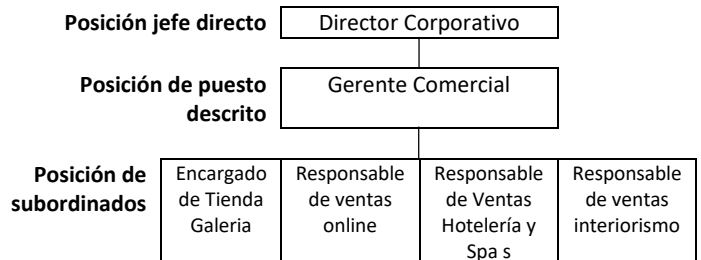 Posición jefe directo
Director Corporativo
Posición de puesto
descrito
Gerente Comercial
Posición de
subordinados
Encargado
de Tienda
Galeria
Responsable
de ventas
online
Responsable
de Ventas
Hotelería y
Spa s
Responsable
de ventas
interiorismo